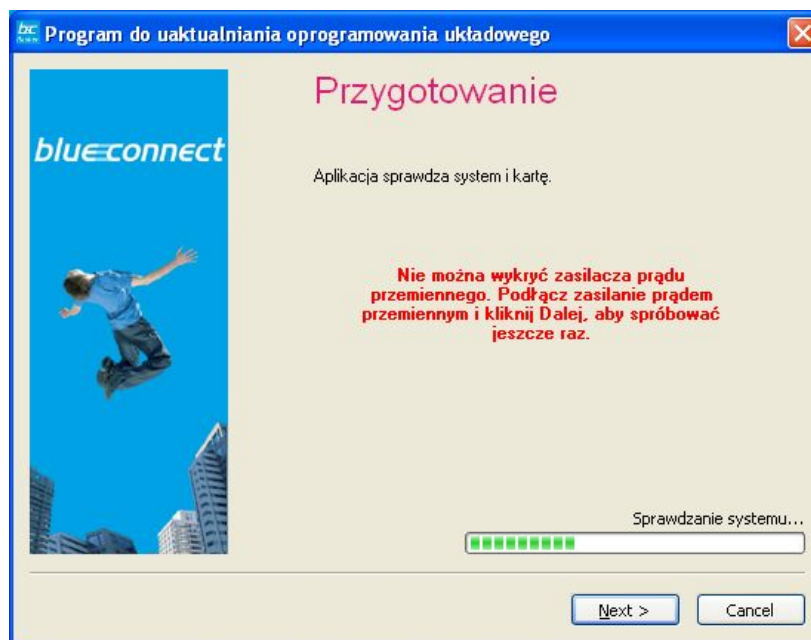 Program do uaktualniania oprogramowania układowego
Przygotowanie
blueconnect
Aplikacja sprawdza system i kartę.
Nie można wykryć zasilacza prądu
przemiennego. Podłącz zasilanie prądem
przemiennym i kliknij Dalej, aby spróbować
jeszcze raz.
Sprawdzanie systemu...
Next >
Cancel